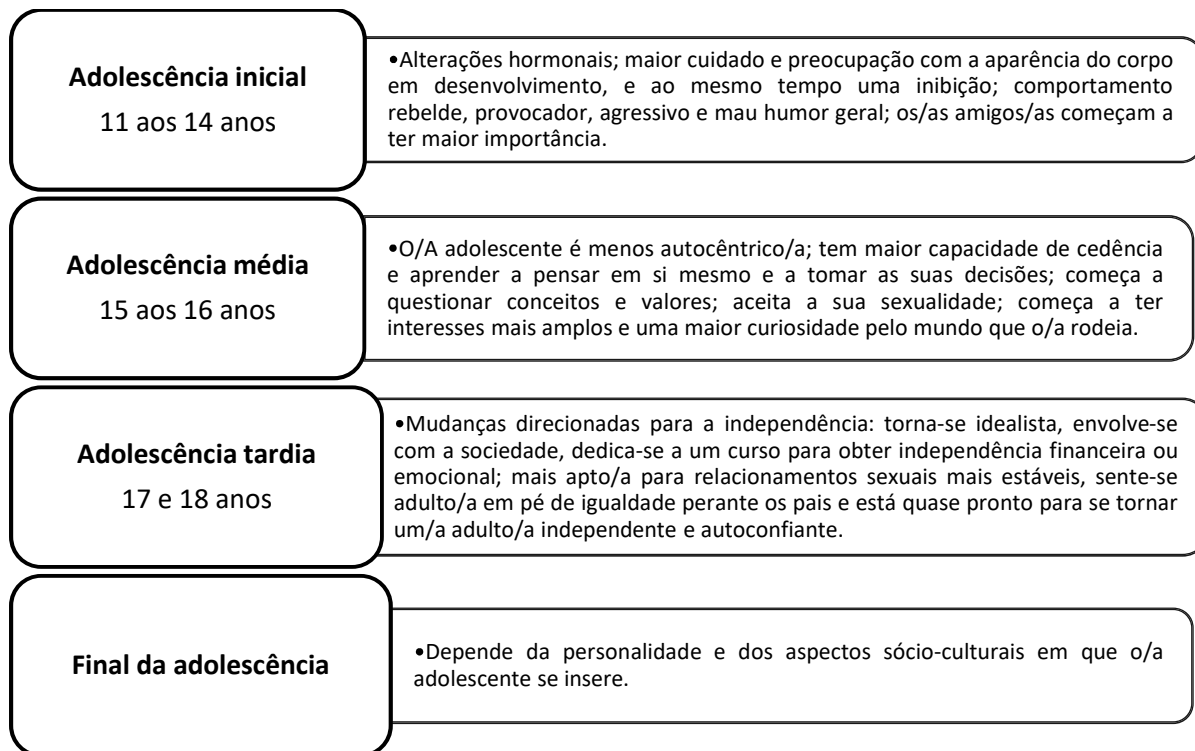 Adolescência inicial
11 aos 14 anos
•Alterações hormonais; maior cuidado e preocupação com a aparência do corpo
em desenvolvimento, e ao mesmo tempo uma inibição; comportamento
rebelde, provocador, agressivo e mau humor geral; os/as amigos/as começam a
ter maior importância.
Adolescência média
15 aos 16 anos
•O/A adolescente é menos autocêntrico/a; tem maior capacidade de cedência
e aprender a pensar em si mesmo e a tomar as suas decisões; começa a
questionar conceitos e valores; aceita a sua sexualidade; começa a ter
interesses mais amplos e uma maior curiosidade pelo mundo que o/a rodeia.
Adolescência tardia
17 e 18 anos
•Mudanças direcionadas para a independência: torna-se idealista, envolve-se
com a sociedade, dedica-se a um curso para obter independência financeira ou
emocional; mais apto/a para relacionamentos sexuais mais estáveis, sente-se
adulto/a em pé de igualdade perante os pais e está quase pronto para se tornar
um/a adulto/a independente e autoconfiante.
Final da adolescência
•Depende da personalidade e dos aspectos sócio-culturais em que o/a
adolescente se insere.